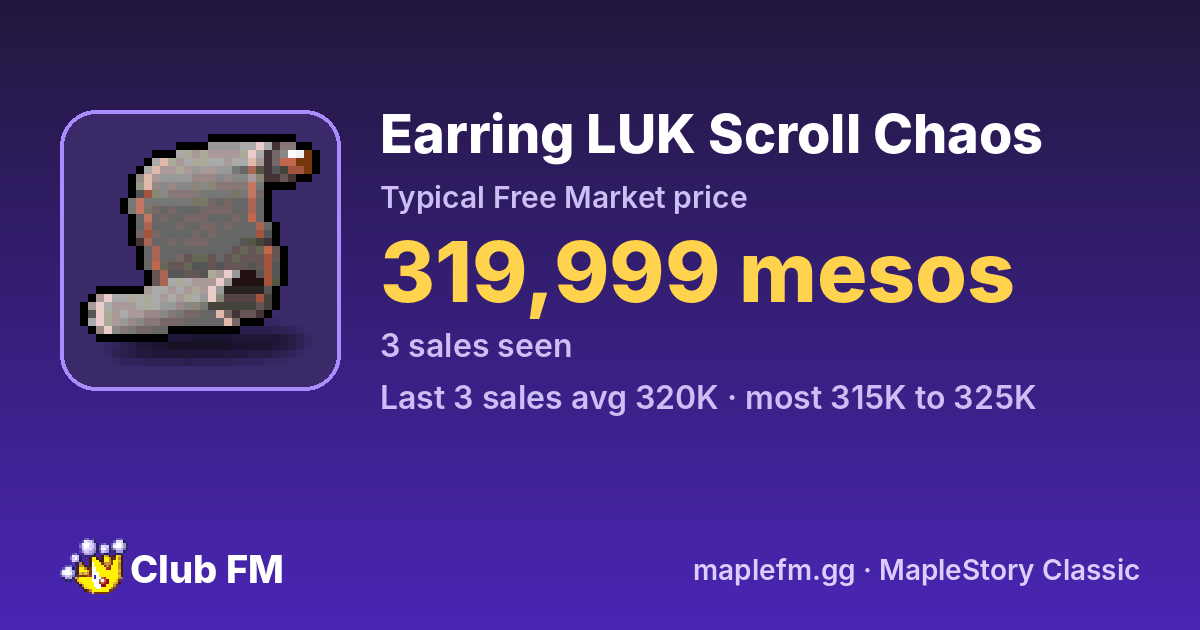 Earring LUK Scroll Chaos
Typical Free Market price
319,999 mesos
3 sales seen
Last 3 sales avg 320K · most 315K to 325K
Club FM
maplefm.gg · MapleStory Classic